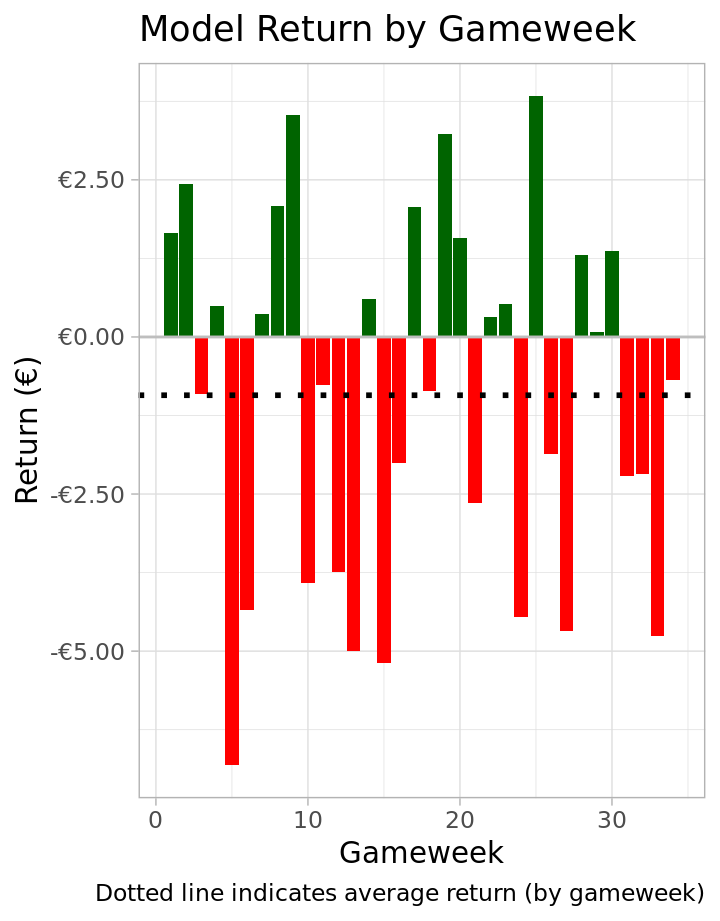 Model Return by Gameweek
€2.50
€0.00
-€2.50
-€5.00
Return (€)
0 10 20 30
Gameweek
Dotted line indicates average return (by gameweek)